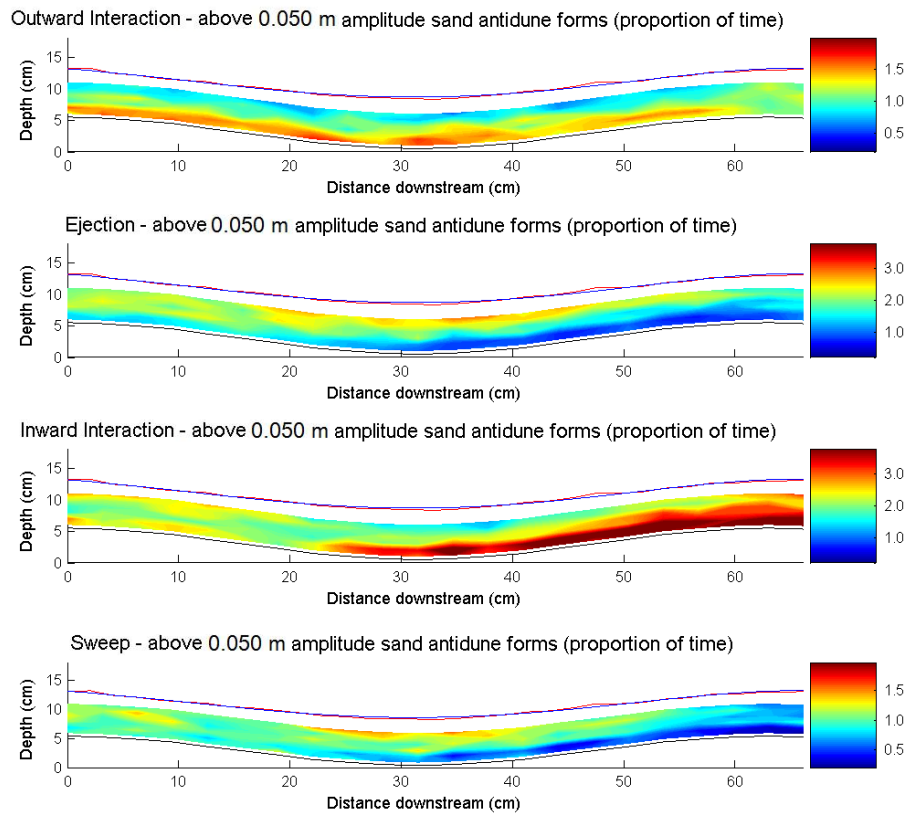 Outward Interaction - above 0.050 m amplitude sand antidune forms (proportion of time)
15
10
5
0
Depth (cm)
0 10 20 30 40 50 60
Distance downstream (cm)
1.5
1.0
0.5
Ejection - above 0.050 m amplitude sand antidune forms (proportion of time)
15
10
5
0
Depth (cm)
0 10 20 30 40 50 60
Distance downstream (cm)
3.0
2.0
1.0
Inward Interaction - above 0.050 m amplitude sand antidune forms (proportion of time)
15
10
5
0
Depth (cm)
0 10 20 30 40 50 60
Distance downstream (cm)
3.0
2.0
1.0
Sweep - above 0.050 m amplitude sand antidune forms (proportion of time)
15
10
5
0
Depth (cm)
0 10 20 30 40 50 60
Distance downstream (cm)
1.5
1.0
0.5